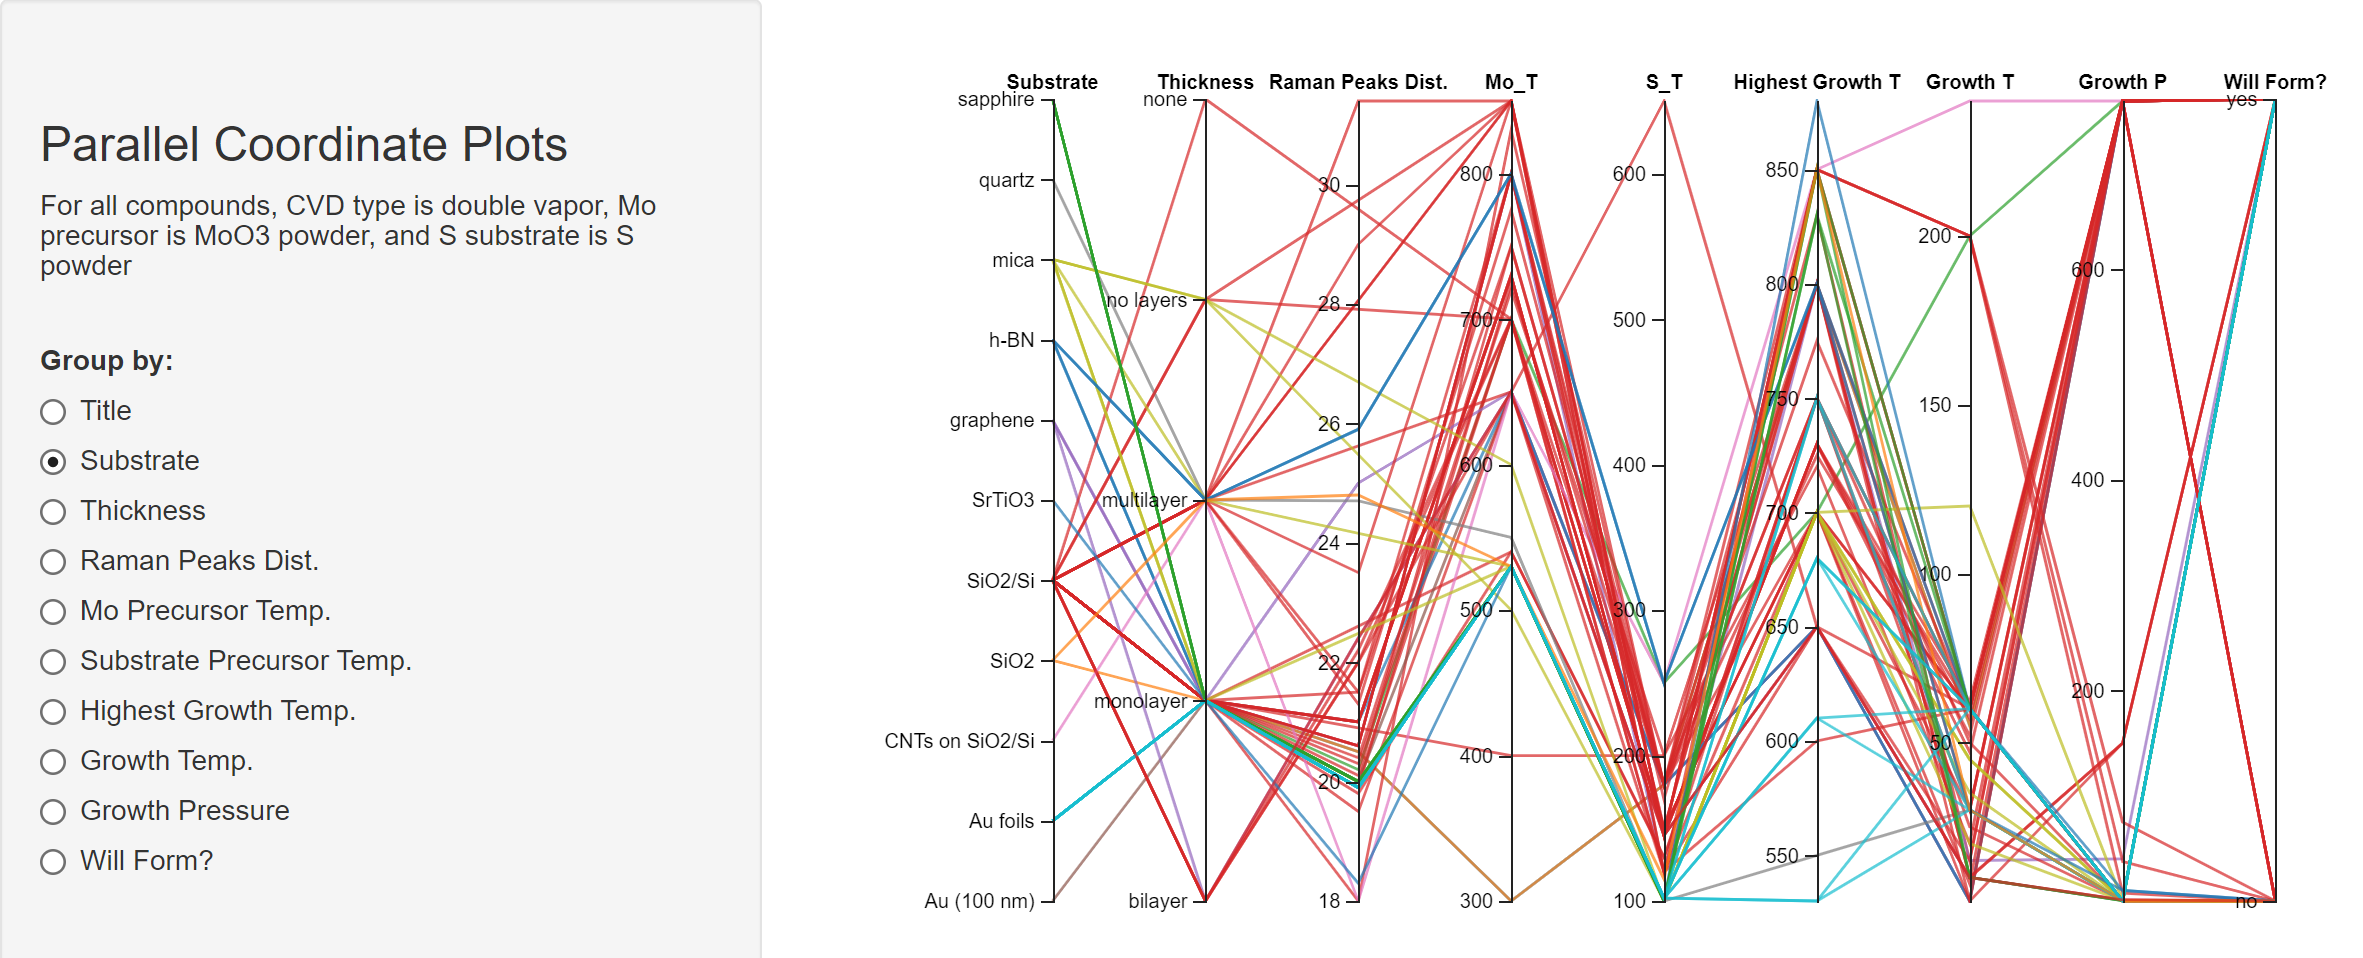 Parallel Coordinate Plots
For all compounds, CVD type is double vapor, Mo
precursor is MoO3 powder, and S substrate is S
powder
Group by:
Title
Substrate
Thickness
Raman Peaks Dist.
Mo Precursor Temp.
Substrate Precursor Temp.
Highest Growth Temp.
Growth Temp.
Growth Pressure
Will Form?
Substrate
sapphire
quartz
mica
h-BN
graphene
SrTiO3
SiO2/Si
SiO2
CNTs on SiO2/Si
Au foils
Au (100 nm)
Thickness
none
no layers
multilayer
monolayer
bilayer
Raman Peaks Dist.
30
28
26
24
22
20
18
Mo_T
800
700
600
500
400
300
S_T
600
500
400
300
200
100
Highest Growth T
850
800
750
700
650
600
550
Growth T
200
150
100
50
Growth P
600
400
200
Will Form?
yes
no